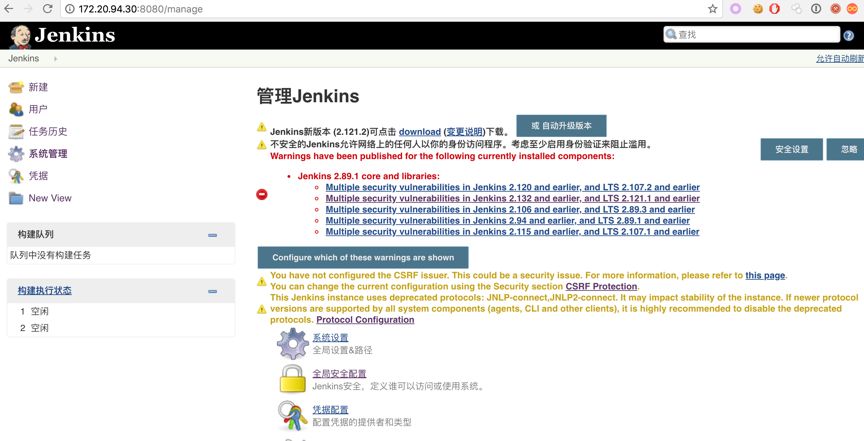 172.20.94.30:8080/manage
Jenkins
查找
Jenkins
允许自动刷新
新建
用户
任务历史
系统管理
凭据
New View
构建队列
队列中没有构建任务
构建执行状态
1 空闲
2 空闲
管理Jenkins
Jenkins新版本 (2.121.2)可点击 download (变更说明)下载。 或 自动升级版本
不安全的Jenkins允许网络上的任何人以你的身份访问程序。考虑至少启用身份验证来阻止滥用。
安全设置 忽略
Warnings have been published for the following currently installed components:
Jenkins 2.89.1 core and libraries:
Multiple security vulnerabilities in Jenkins 2.120 and earlier, and LTS 2.107.2 and earlier
Multiple security vulnerabilities in Jenkins 2.132 and earlier, and LTS 2.121.1 and earlier
Multiple security vulnerabilities in Jenkins 2.106 and earlier, and LTS 2.89.3 and earlier
Multiple security vulnerabilities in Jenkins 2.94 and earlier, and LTS 2.89.1 and earlier
Multiple security vulnerabilities in Jenkins 2.115 and earlier, and LTS 2.107.1 and earlier
Configure which of these warnings are shown
You have not configured the CSRF issuer. This could be a security issue. For more information, please refer to this page.
You can change the current configuration using the Security section CSRF Protection.
This Jenkins instance uses deprecated protocols: JNLP-connect,JNLP2-connect. It may impact stability of the instance. If newer protocol
versions are supported by all system components (agents, CLI and other clients), it is highly recommended to disable the deprecated
protocols. Protocol Configuration
系统设置
全局设置&路径
全局安全配置
Jenkins安全，定义谁可以访问或使用系统。
凭据配置
配置凭据的提供者和类型